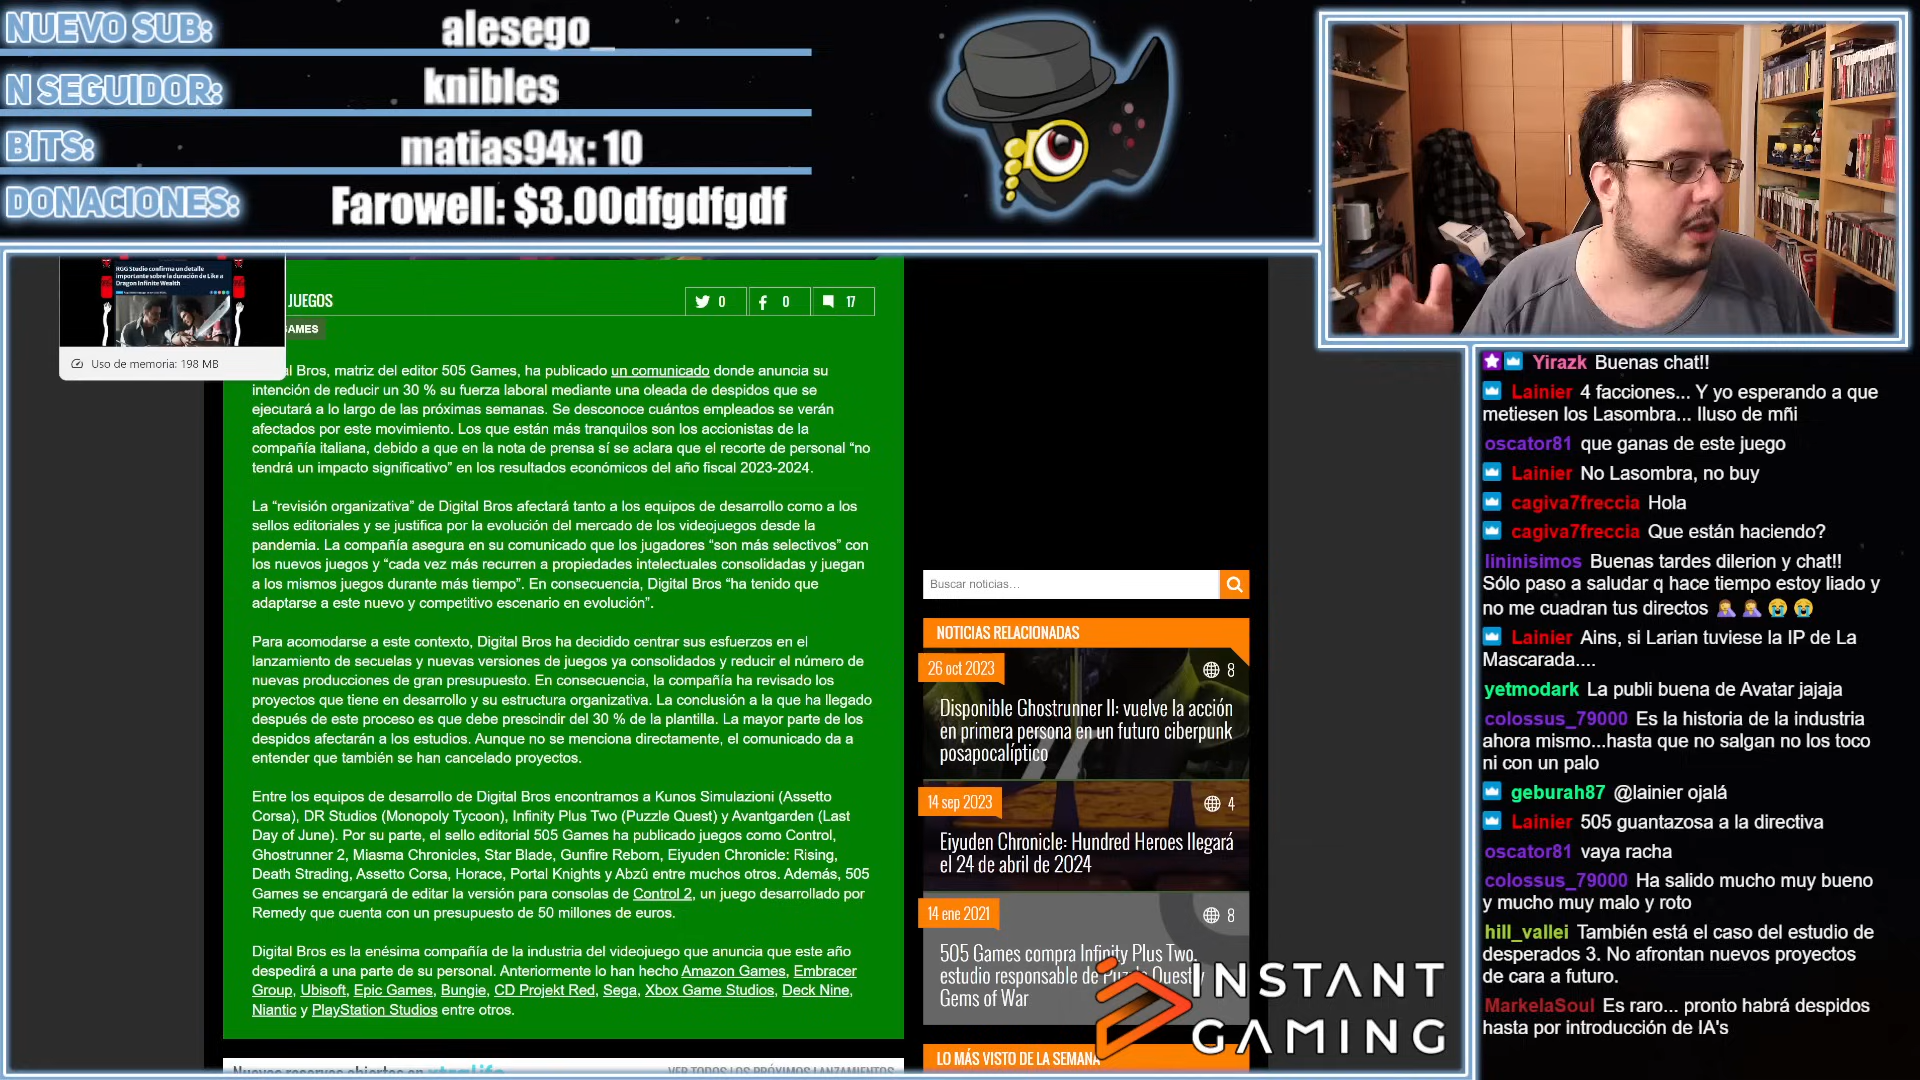 NUEVO SUB:
alesego_
N SEGUIDOR:
knibles
BITS:
matias94x: 10
DONACIONES:
Farowell: $3.00dfgdfgdf
RGG Studio confirma un detalle
importante sobre la duración de Like a
Dragon Infinite Wealth
Uso de memoria: 198 MB
JUEGOS
0
0
17
GAMES
al Bros, matriz del editor 505 Games, ha publicado un comunicado donde anuncia su
intención de reducir un 30 % su fuerza laboral mediante una oleada de despidos que se
ejecutará a lo largo de las próximas semanas. Se desconoce cuántos empleados se verán
afectados por este movimiento. Los que están más tranquilos son los accionistas de la
compañía italiana, debido a que en la nota de prensa sí se aclara que el recorte de personal “no
tendrá un impacto significativo” en los resultados económicos del año fiscal 2023-2024.
La “revisión organizativa” de Digital Bros afectará tanto a los equipos de desarrollo como a los
sellos editoriales y se justifica por la evolución del mercado de los videojuegos desde la
pandemia. La compañía asegura en su comunicado que los jugadores “son más selectivos” con
los nuevos juegos y “cada vez más recurren a propiedades intelectuales consolidadas y juegan
a los mismos juegos durante más tiempo”. En consecuencia, Digital Bros “ha tenido que
adaptarse a este nuevo y competitivo escenario en evolución”.
Para acomodarse a este contexto, Digital Bros ha decidido centrar sus esfuerzos en el
lanzamiento de secuelas y nuevas versiones de juegos ya consolidados y reducir el número de
nuevas producciones de gran presupuesto. En consecuencia, la compañía ha revisado los
proyectos que tiene en desarrollo y su estructura organizativa. La conclusión a la que ha llegado
después de este proceso es que debe prescindir del 30 % de la plantilla. La mayor parte de los
despidos afectarán a los estudios. Aunque no se menciona directamente, el comunicado da a
entender que también se han cancelado proyectos.
Entre los equipos de desarrollo de Digital Bros encontramos a Kunos Simulazioni (Assetto
Corsa), DR Studios (Monopoly Tycoon), Infinity Plus Two (Puzzle Quest) y Avantgarden (Last
Day of June). Por su parte, el sello editorial 505 Games ha publicado juegos como Control,
Ghostrunner 2, Miasma Chronicles, Star Blade, Gunfire Reborn, Eiyuden Chronicle: Rising,
Death Strading, Assetto Corsa, Horace, Portal Knights y Abzû entre muchos otros. Además, 505
Games se encargará de editar la versión para consolas de Control 2, un juego desarrollado por
Remedy que cuenta con un presupuesto de 50 millones de euros.
Digital Bros es la enésima compañía de la industria del videojuego que anuncia que este año
despedirá a una parte de su personal. Anteriormente lo han hecho Amazon Games, Embracer
Group, Ubisoft, Epic Games, Bungie, CD Projekt Red, Sega, Xbox Game Studios, Deck Nine,
Niantic y PlayStation Studios entre otros.
Nuevas reservas abiertas en xtralife
VER TODOS LOS PRÓXIMOS LANZAMIENTOS
Buscar noticias…
NOTICIAS RELACIONADAS
26 oct 2023
8
Disponible Ghostrunner II: vuelve la acción
en primera persona en un futuro ciberpunk
posapocalíptico
14 sep 2023
4
Eiyuden Chronicle: Hundred Heroes llegará
el 24 de abril de 2024
14 ene 2021
8
505 Games compra Infinity Plus Two,
estudio responsable de Puzzle Quest y
Gems of War
LO MÁS VISTO DE LA SEMANA
INSTANT
GAMING
Yirazk Buenas chat!!
Lainier 4 facciones... Y yo esperando a que
metiesen los Lasombra... Iluso de mñi
oscator81 que ganas de este juego
Lainier No Lasombra, no buy
cagiva7freccia Hola
cagiva7freccia Que están haciendo?
lininisimos Buenas tardes dilerion y chat!!
Sólo paso a saludar q hace tiempo estoy liado y
no me cuadran tus directos 🤦‍♀️ 🤦‍♀️ 😭 😭
Lainier Ains, si Larian tuviese la IP de La
Mascarada....
yetmodark La publi buena de Avatar jajaja
colossus_79000 Es la historia de la industria
ahora mismo...hasta que no salgan no los toco
ni con un palo
geburah87 @lainier ojalá
Lainier 505 guantazosa a la directiva
oscator81 vaya racha
colossus_79000 Ha salido mucho muy bueno
y mucho muy malo y roto
hill_vallei También está el caso del estudio de
desperados 3. No afrontan nuevos proyectos
de cara a futuro.
MarkelaSoul Es raro... pronto habrá despidos
hasta por introducción de IA's